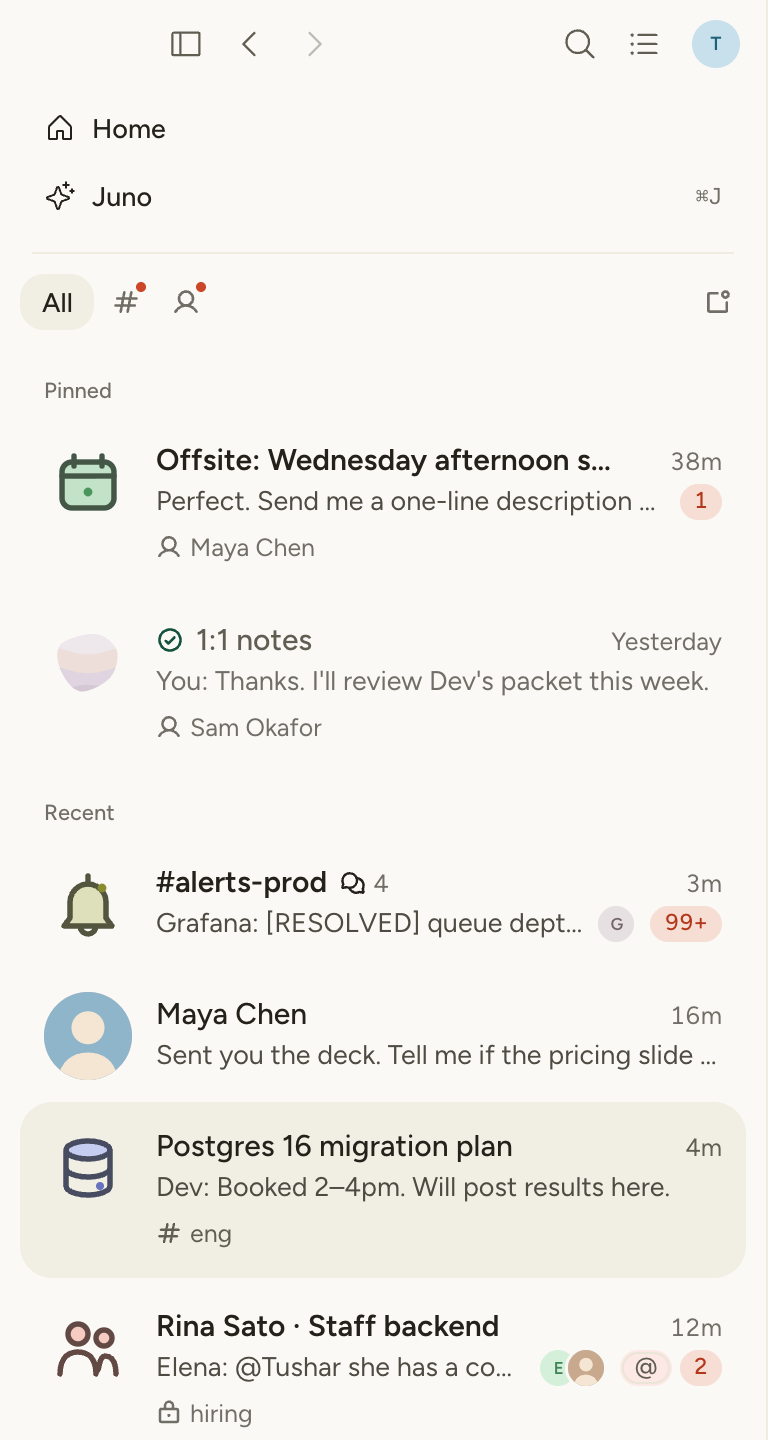 T
Home
Juno ⌘J
All
Pinned
Offsite: Wednesday afternoon s... 38m
Perfect. Send me a one-line description ... 1
Maya Chen
1:1 notes Yesterday
You: Thanks. I'll review Dev's packet this week.
Sam Okafor
Recent
#alerts-prod 4 3m
Grafana: [RESOLVED] queue dept... G 99+
Maya Chen 16m
Sent you the deck. Tell me if the pricing slide ...
Postgres 16 migration plan 4m
Dev: Booked 2–4pm. Will post results here.
# eng
Rina Sato · Staff backend 12m
Elena: @Tushar she has a co... E @ 2
hiring